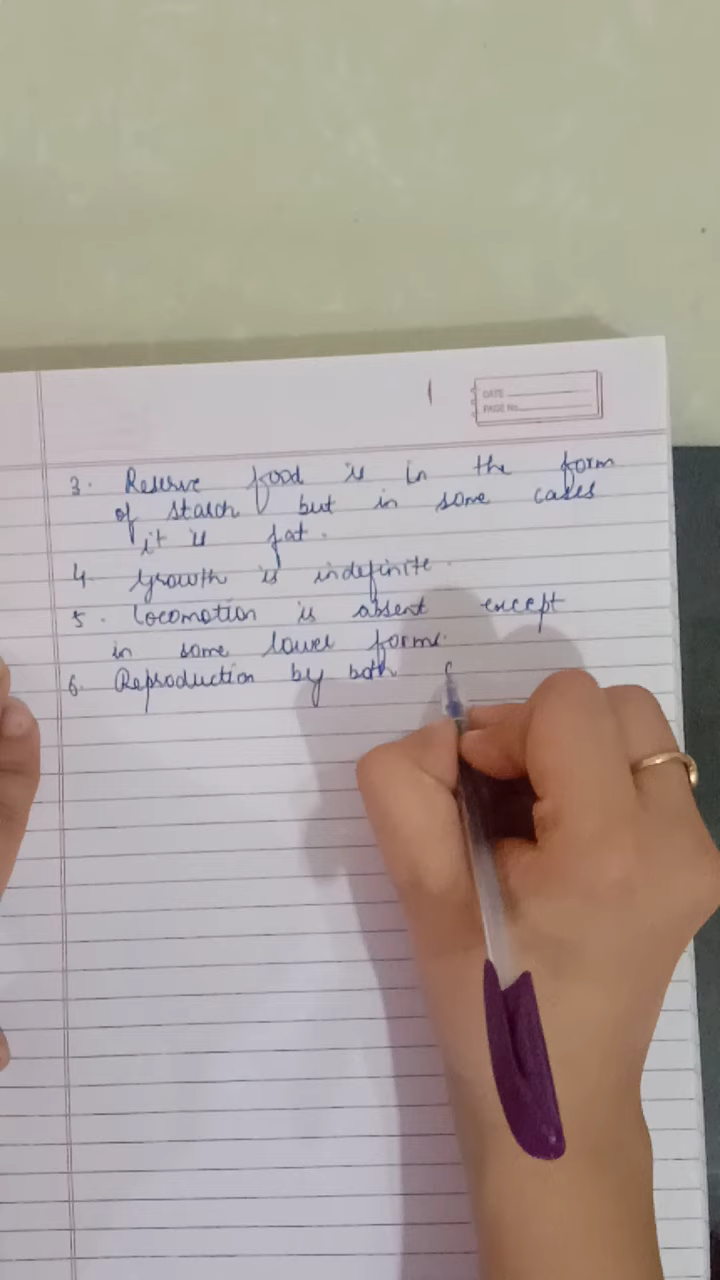 DATE
PAGE No.
3. Reserve food is in the form
of starch but in some cases
it is fat.
4. Growth is indefinite.
5. Locomotion is absent except
in some lower forms.
6. Reproduction by both